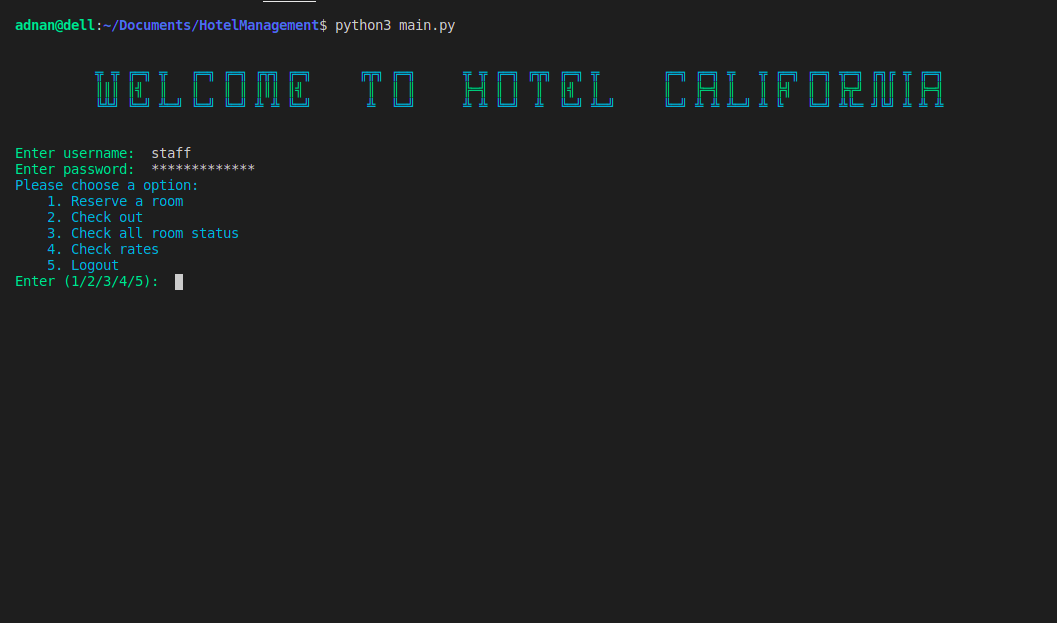 adnan@dell:~/Documents/HotelManagement$ python3 main.py
WELCOME TO HOTEL CALIFORNIA
Enter username:  staff
Enter password:  *************
Please choose a option:
    1. Reserve a room
    2. Check out
    3. Check all room status
    4. Check rates
    5. Logout
Enter (1/2/3/4/5):